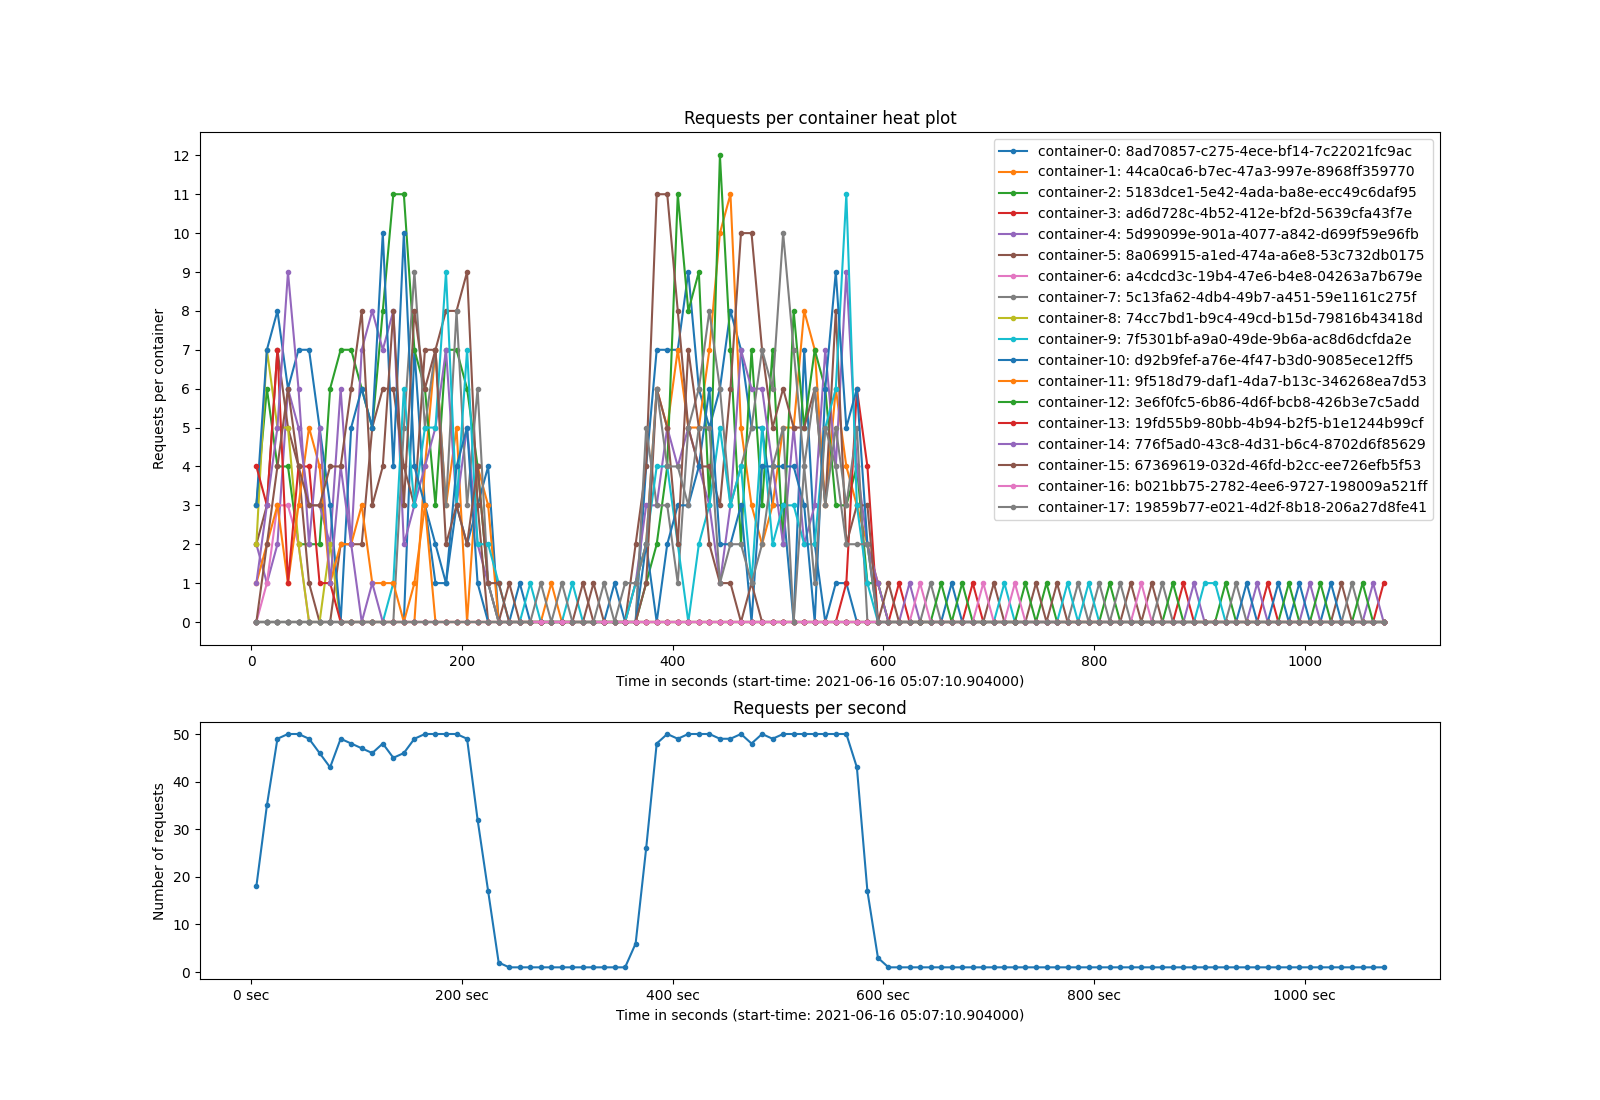 Requests per container heat plot
Requests per container
12
11
10
9
8
7
6
5
4
3
2
1
0
container-0: 8ad70857-c275-4ece-bf14-7c22021fc9ac
container-1: 44ca0ca6-b7ec-47a3-997e-8968ff359770
container-2: 5183dce1-5e42-4ada-ba8e-ecc49c6daf95
container-3: ad6d728c-4b52-412e-bf2d-5639cfa43f7e
container-4: 5d99099e-901a-4077-a842-d699f59e96fb
container-5: 8a069915-a1ed-474a-a6e8-53c732db0175
container-6: a4cdcd3c-19b4-47e6-b4e8-04263a7b679e
container-7: 5c13fa62-4db4-49b7-a451-59e1161c275f
container-8: 74cc7bd1-b9c4-49cd-b15d-79816b43418d
container-9: 7f5301bf-a9a0-49de-9b6a-ac8d6dcfda2e
container-10: d92b9fef-a76e-4f47-b3d0-9085ece12ff5
container-11: 9f518d79-daf1-4da7-b13c-346268ea7d53
container-12: 3e6f0fc5-6b86-4d6f-bcb8-426b3e7c5add
container-13: 19fd55b9-80bb-4b94-b2f5-b1e1244b99cf
container-14: 776f5ad0-43c8-4d31-b6c4-8702d6f85629
container-15: 67369619-032d-46fd-b2cc-ee726efb5f53
container-16: b021bb75-2782-4ee6-9727-198009a521ff
container-17: 19859b77-e021-4d2f-8b18-206a27d8fe41
0 200 400 600 800 1000
Time in seconds (start-time: 2021-06-16 05:07:10.904000)
Requests per second
Number of requests
50
40
30
20
10
0
0 sec 200 sec 400 sec 600 sec 800 sec 1000 sec
Time in seconds (start-time: 2021-06-16 05:07:10.904000)